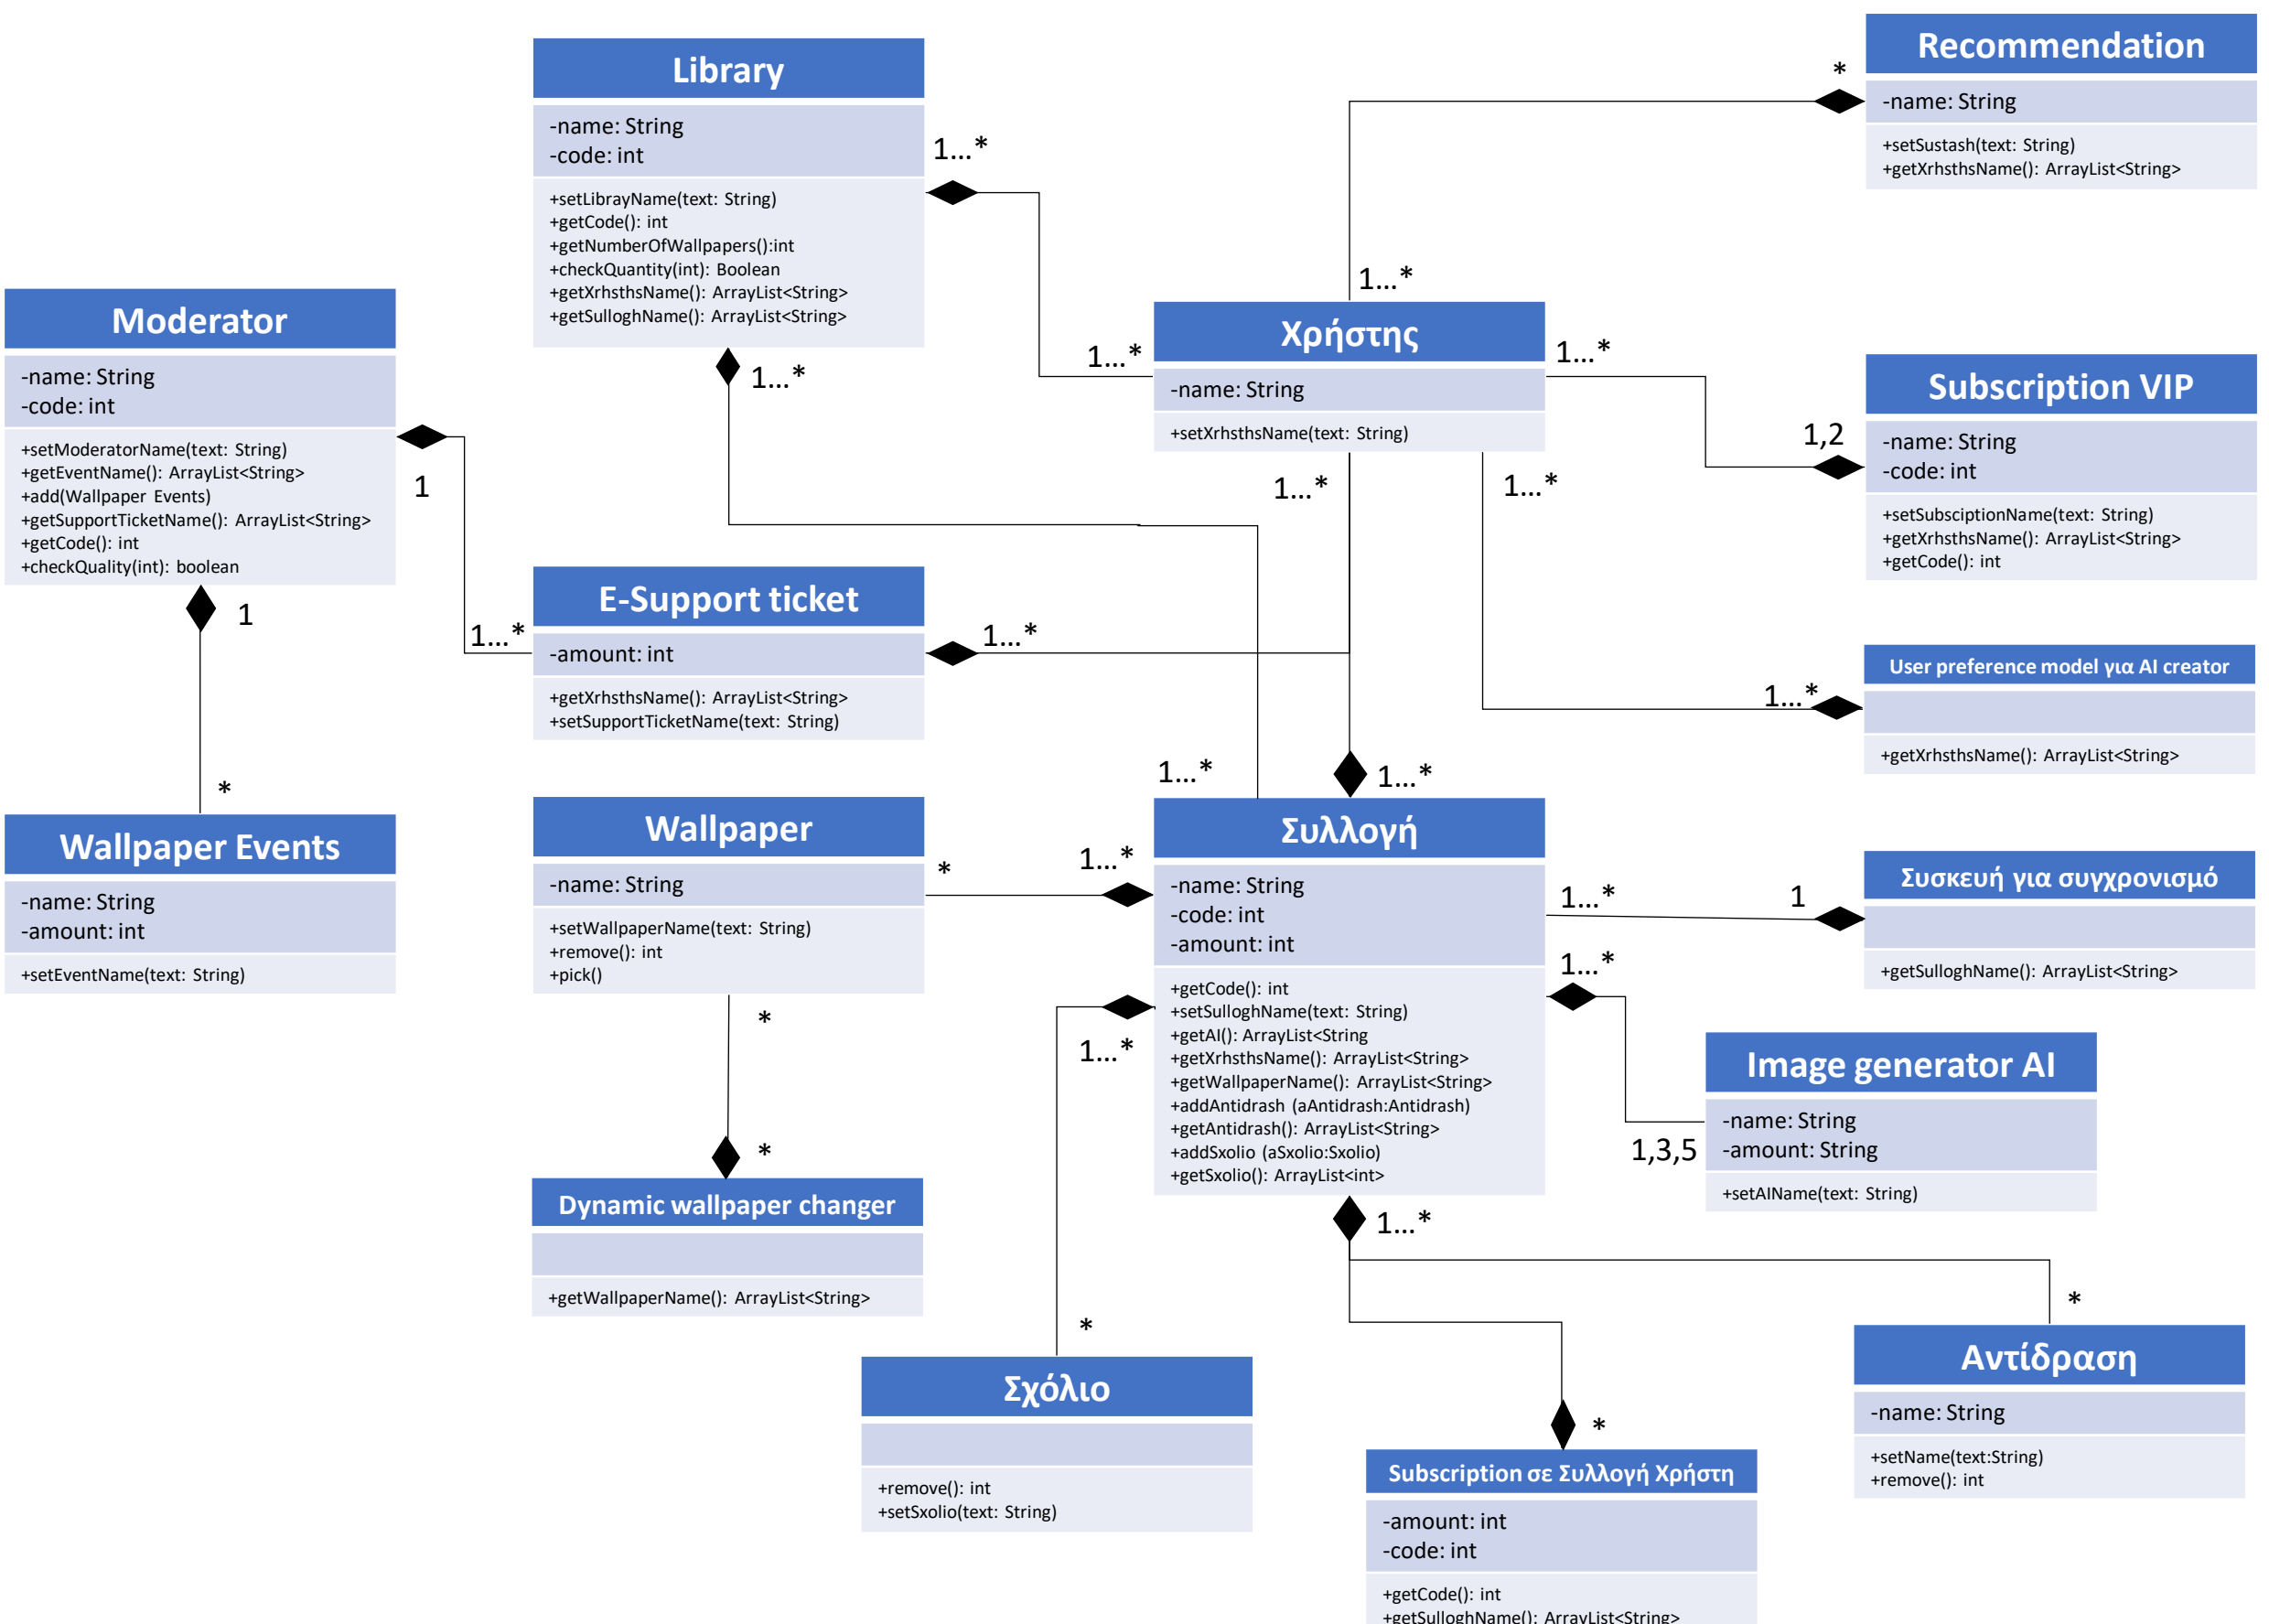 Library
-name: String
-code: int
+setLibrayName(text: String)
+getCode(): int
+getNumberOfWallpapers():int
+checkQuantity(int): Boolean
+getXrhsthsName(): ArrayList<String>
+getSulloghName(): ArrayList<String>
1...*
1...*
1...*
Recommendation
-name: String
+setSustash(text: String)
+getXrhsthsName(): ArrayList<String>
*
1...*
Moderator
-name: String
-code: int
+setModeratorName(text: String)
+getEventName(): ArrayList<String>
+add(Wallpaper Events)
+getSupportTicketName(): ArrayList<String>
+getCode(): int
+checkQuality(int): boolean
1
1
1...*
*
Χρήστης
-name: String
+setXrhsthsName(text: String)
1...*
1...*
1...*
Subscription VIP
-name: String
-code: int
+setSubsciptionName(text: String)
+getXrhsthsName(): ArrayList<String>
+getCode(): int
1,2
E-Support ticket
-amount: int
+getXrhsthsName(): ArrayList<String>
+setSupportTicketName(text: String)
1...*
User preference model για AI creator
+getXrhsthsName(): ArrayList<String>
1...*
Wallpaper Events
-name: String
-amount: int
+setEventName(text: String)
Wallpaper
-name: String
+setWallpaperName(text: String)
+remove(): int
+pick()
*
1...*
*
*
Συλλογή
-name: String
-code: int
-amount: int
+getCode(): int
+setSulloghName(text: String)
+getAI(): ArrayList<String
+getXrhsthsName(): ArrayList<String>
+getWallpaperName(): ArrayList<String>
+addAntidrash (aAntidrash:Antidrash)
+getAntidrash(): ArrayList<String>
+addSxolio (aSxolio:Sxolio)
+getSxolio(): ArrayList<int>
1...*
1...*
1...*
1...*
1...*
1...*
Συσκευή για συγχρονισμό
+getSulloghName(): ArrayList<String>
1
Image generator AI
-name: String
-amount: String
+setAIName(text: String)
1,3,5
Dynamic wallpaper changer
+getWallpaperName(): ArrayList<String>
Σχόλιο
+remove(): int
+setSxolio(text: String)
*
Subscription σε Συλλογή Χρήστη
-amount: int
-code: int
+getCode(): int
+getSulloghName(): ArrayList<String>
*
Αντίδραση
-name: String
+setName(text:String)
+remove(): int
*